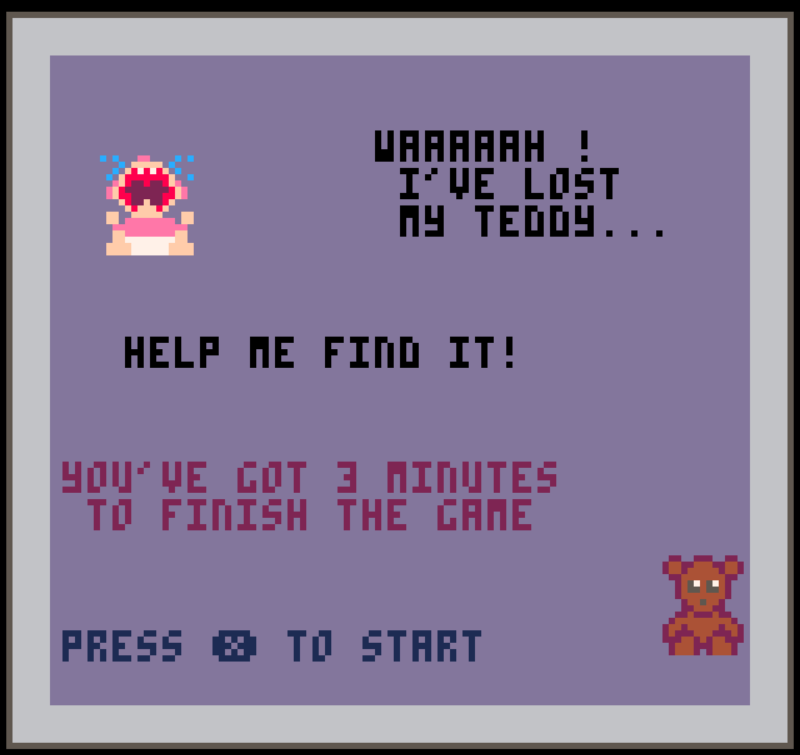 WAAAAAH !
I'VE LOST
MY TEDDY...
HELP ME FIND IT!
YOU'VE GOT 3 MINUTES
TO FINISH THE GAME
PRESS ❎ TO START